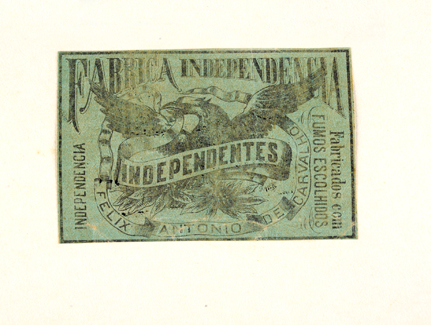 FABRICA INDEPENDENCIA
INDEPENDENCIA
INDEPENDENTES
FELIX ANTONIO DE CARVALHO
Fabricados com
FUMOS ESCOLHIDOS